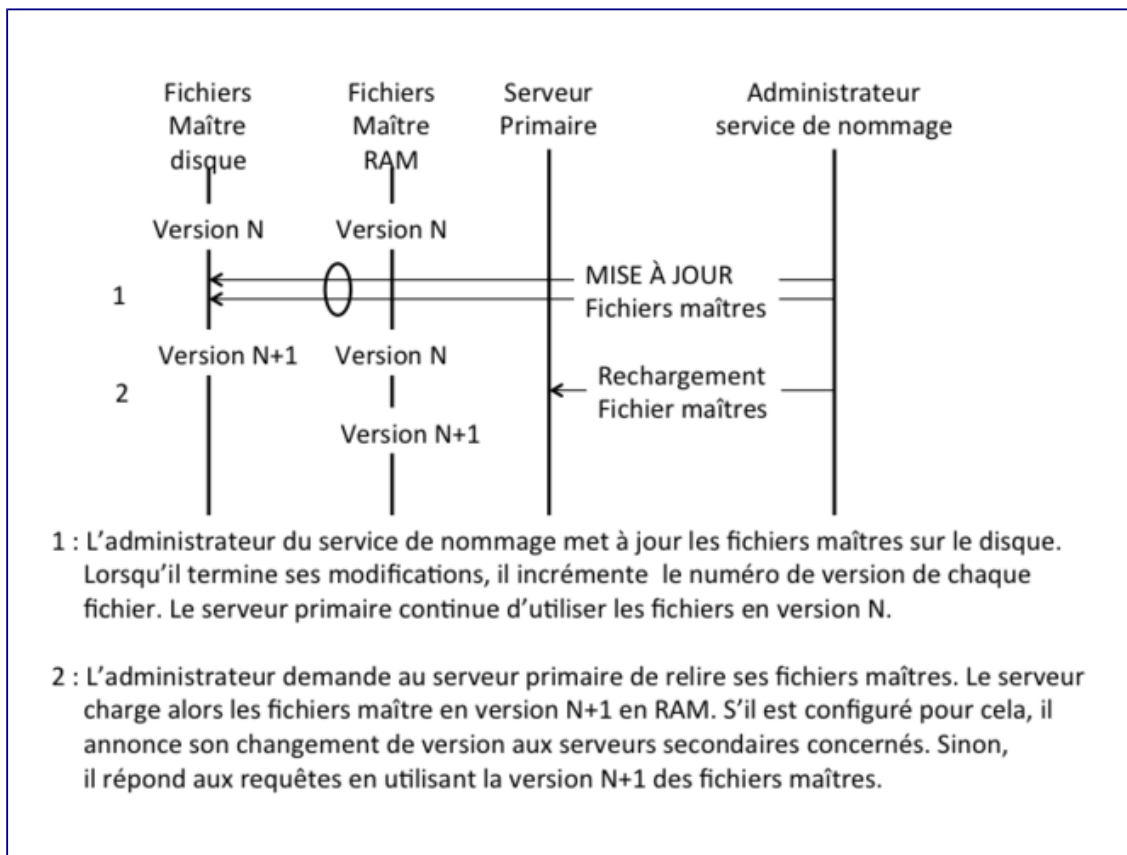 Fichiers Maître disque
Fichiers Maître RAM
Serveur Primaire
Administrateur service de nommage
Version N
Version N
1
MISE À JOUR
Fichiers maîtres
Version N+1
Version N
2
Rechargement
Fichier maîtres
Version N+1
1 : L'administrateur du service de nommage met à jour les fichiers maîtres sur le disque.
Lorsqu'il termine ses modifications, il incrémente le numéro de version de chaque
fichier. Le serveur primaire continue d'utiliser les fichiers en version N.
2 : L'administrateur demande au serveur primaire de relire ses fichiers maîtres. Le serveur
charge alors les fichiers maître en version N+1 en RAM. S'il est configuré pour cela, il
annonce son changement de version aux serveurs secondaires concernés. Sinon,
il répond aux requêtes en utilisant la version N+1 des fichiers maîtres.